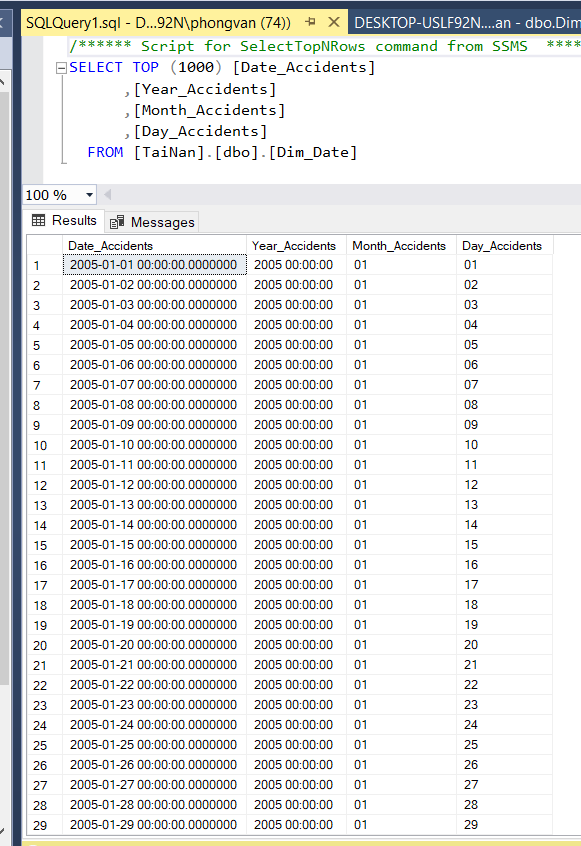 SQLQuery1.sql - D...92N\phongvan (74)) DESKTOP-USLF92N....an - dbo.Dim
/****** Script for SelectTopNRows command from SSMS ****
SELECT TOP (1000) [Date_Accidents]
,[Year_Accidents]
,[Month_Accidents]
,[Day_Accidents]
FROM [TaiNan].[dbo].[Dim_Date]
100 %
Results Messages
Date_Accidents Year_Accidents Month_Accidents Day_Accidents
1 2005-01-01 00:00:00.0000000 2005 00:00:00 01 01
2 2005-01-02 00:00:00.0000000 2005 00:00:00 01 02
3 2005-01-03 00:00:00.0000000 2005 00:00:00 01 03
4 2005-01-04 00:00:00.0000000 2005 00:00:00 01 04
5 2005-01-05 00:00:00.0000000 2005 00:00:00 01 05
6 2005-01-06 00:00:00.0000000 2005 00:00:00 01 06
7 2005-01-07 00:00:00.0000000 2005 00:00:00 01 07
8 2005-01-08 00:00:00.0000000 2005 00:00:00 01 08
9 2005-01-09 00:00:00.0000000 2005 00:00:00 01 09
10 2005-01-10 00:00:00.0000000 2005 00:00:00 01 10
11 2005-01-11 00:00:00.0000000 2005 00:00:00 01 11
12 2005-01-12 00:00:00.0000000 2005 00:00:00 01 12
13 2005-01-13 00:00:00.0000000 2005 00:00:00 01 13
14 2005-01-14 00:00:00.0000000 2005 00:00:00 01 14
15 2005-01-15 00:00:00.0000000 2005 00:00:00 01 15
16 2005-01-16 00:00:00.0000000 2005 00:00:00 01 16
17 2005-01-17 00:00:00.0000000 2005 00:00:00 01 17
18 2005-01-18 00:00:00.0000000 2005 00:00:00 01 18
19 2005-01-19 00:00:00.0000000 2005 00:00:00 01 19
20 2005-01-20 00:00:00.0000000 2005 00:00:00 01 20
21 2005-01-21 00:00:00.0000000 2005 00:00:00 01 21
22 2005-01-22 00:00:00.0000000 2005 00:00:00 01 22
23 2005-01-23 00:00:00.0000000 2005 00:00:00 01 23
24 2005-01-24 00:00:00.0000000 2005 00:00:00 01 24
25 2005-01-25 00:00:00.0000000 2005 00:00:00 01 25
26 2005-01-26 00:00:00.0000000 2005 00:00:00 01 26
27 2005-01-27 00:00:00.0000000 2005 00:00:00 01 27
28 2005-01-28 00:00:00.0000000 2005 00:00:00 01 28
29 2005-01-29 00:00:00.0000000 2005 00:00:00 01 29